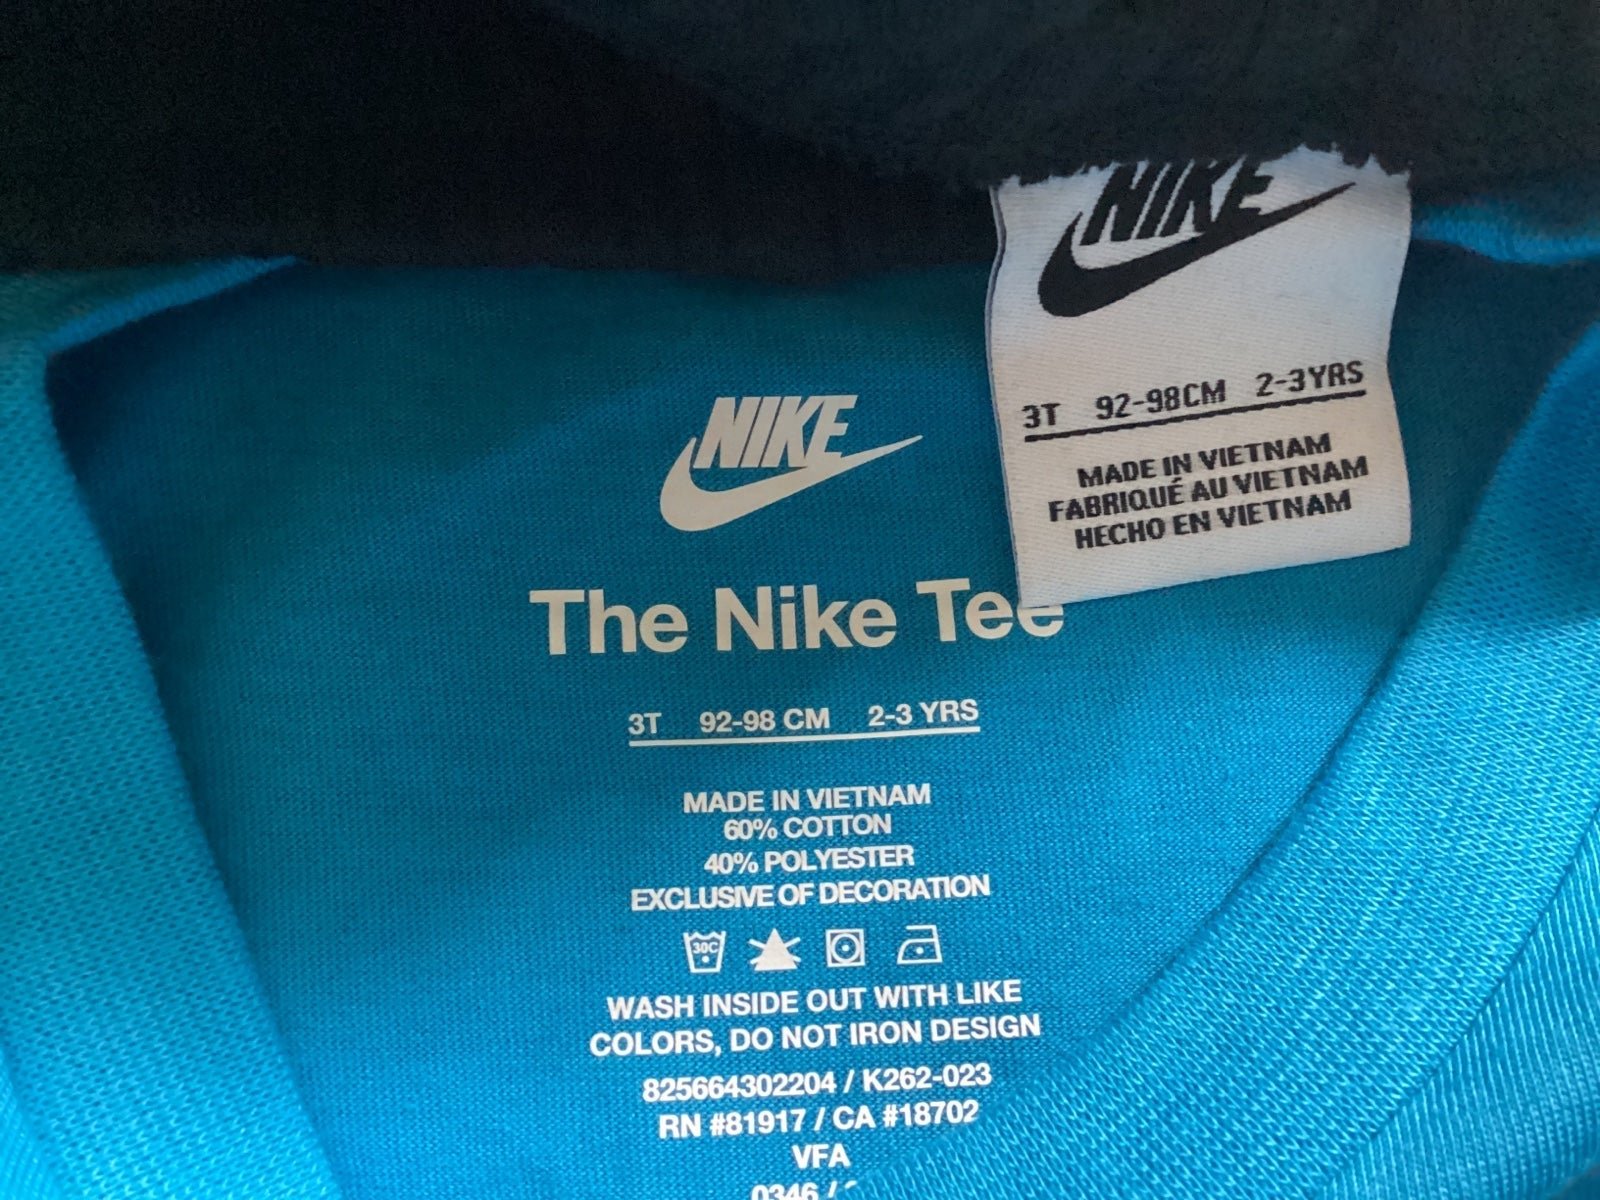 NIKE
3T 92-98CM 2-3YRS
MADE IN VIETNAM
FABRIQUÉ AU VIETNAM
HECHO EN VIETNAM
NIKE
The Nike Tee
3T 92-98 CM 2-3 YRS
MADE IN VIETNAM
60% COTTON
40% POLYESTER
EXCLUSIVE OF DECORATION
30C
WASH INSIDE OUT WITH LIKE
COLORS, DO NOT IRON DESIGN
825664302204 / K262-023
RN #81917 / CA #18702
VFA
0346 /